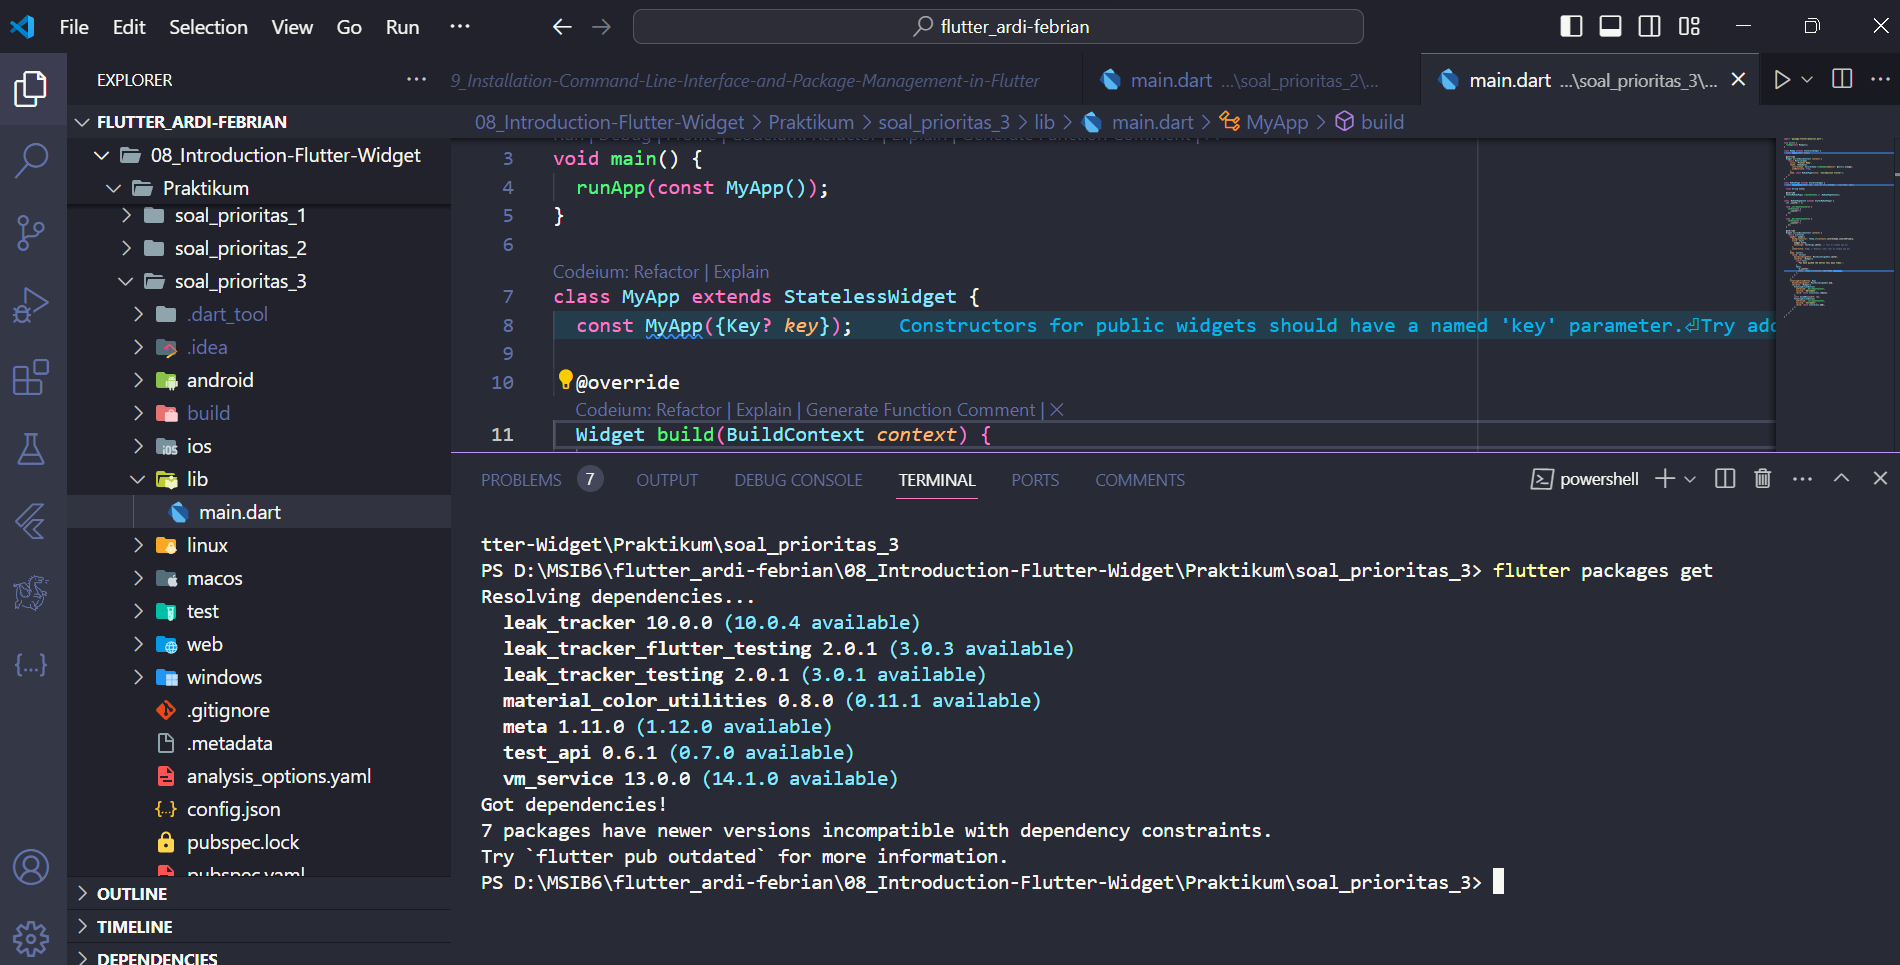 File Edit Selection View Go Run ··· flutter_ardi-febrian
EXPLORER ···
9_Installation-Command-Line-Interface-and-Package-Management-in-Flutter main.dart ...\soal_prioritas_2\... main.dart ...\soal_prioritas_3\...
08_Introduction-Flutter-Widget > Praktikum > soal_prioritas_3 > lib > main.dart > MyApp > build
FLUTTER_ARDI-FEBRIAN
08_Introduction-Flutter-Widget
Praktikum
soal_prioritas_1
soal_prioritas_2
soal_prioritas_3
.dart_tool
.idea
android
build
ios
lib
main.dart
linux
macos
test
web
windows
.gitignore
.metadata
analysis_options.yaml
config.json
pubspec.lock
pubspec.yaml
OUTLINE
TIMELINE
DEPENDENCIES
3 void main() {
4 runApp(const MyApp());
5 }
6
Codeium: Refactor | Explain
7 class MyApp extends StatelessWidget {
8 const MyApp({Key? key}); Constructors for public widgets should have a named 'key' parameter.⏎Try add
9
10 @override
Codeium: Refactor | Explain | Generate Function Comment | ×
11 Widget build(BuildContext context) {
PROBLEMS 7 OUTPUT DEBUG CONSOLE TERMINAL PORTS COMMENTS powershell
tter-Widget\Praktikum\soal_prioritas_3
PS D:\MSIB6\flutter_ardi-febrian\08_Introduction-Flutter-Widget\Praktikum\soal_prioritas_3> flutter packages get
Resolving dependencies...
leak_tracker 10.0.0 (10.0.4 available)
leak_tracker_flutter_testing 2.0.1 (3.0.3 available)
leak_tracker_testing 2.0.1 (3.0.1 available)
material_color_utilities 0.8.0 (0.11.1 available)
meta 1.11.0 (1.12.0 available)
test_api 0.6.1 (0.7.0 available)
vm_service 13.0.0 (14.1.0 available)
Got dependencies!
7 packages have newer versions incompatible with dependency constraints.
Try `flutter pub outdated` for more information.
PS D:\MSIB6\flutter_ardi-febrian\08_Introduction-Flutter-Widget\Praktikum\soal_prioritas_3>